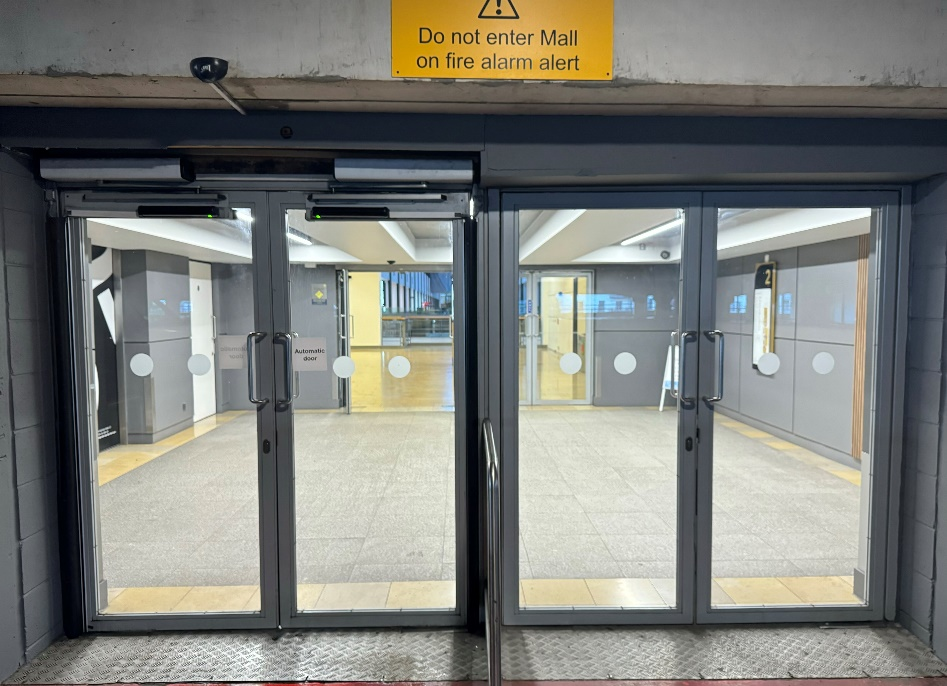 Do not enter Mall
on fire alarm alert
Automatic
door
2